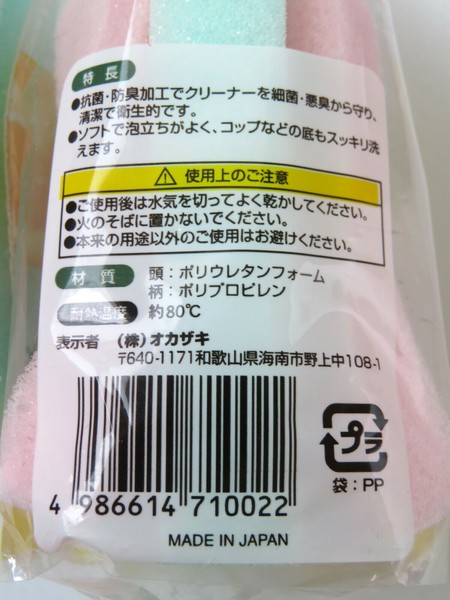 特長
●抗菌・防臭加工でクリーナーを細菌・悪臭から守り、
清潔で衛生的です。
●ソフトで泡立ちがよく、コップなどの底もスッキリ洗
えます。
⚠ 使用上のご注意
●ご使用後は水気を切ってよく乾かしてください。
●火のそばに置かないでください。
●本来の用途以外のご使用はお避けください。
材質 頭：ポリウレタンフォーム
柄：ポリプロピレン
耐熱温度 約80℃
表示者 (株)オカザキ
〒640-1171和歌山県海南市野上中108-1
プラ
袋：PP
4 986614 710022
MADE IN JAPAN